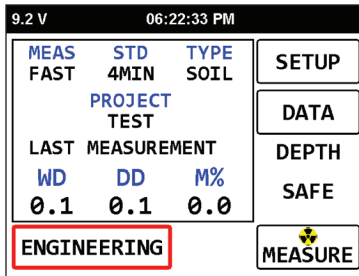 9.2 V 06:22:33 PM
MEAS STD TYPE
FAST 4MIN SOIL
PROJECT
TEST
LAST MEASUREMENT
WD DD M%
0.1 0.1 0.0
ENGINEERING
SETUP
DATA
DEPTH
SAFE
MEASURE